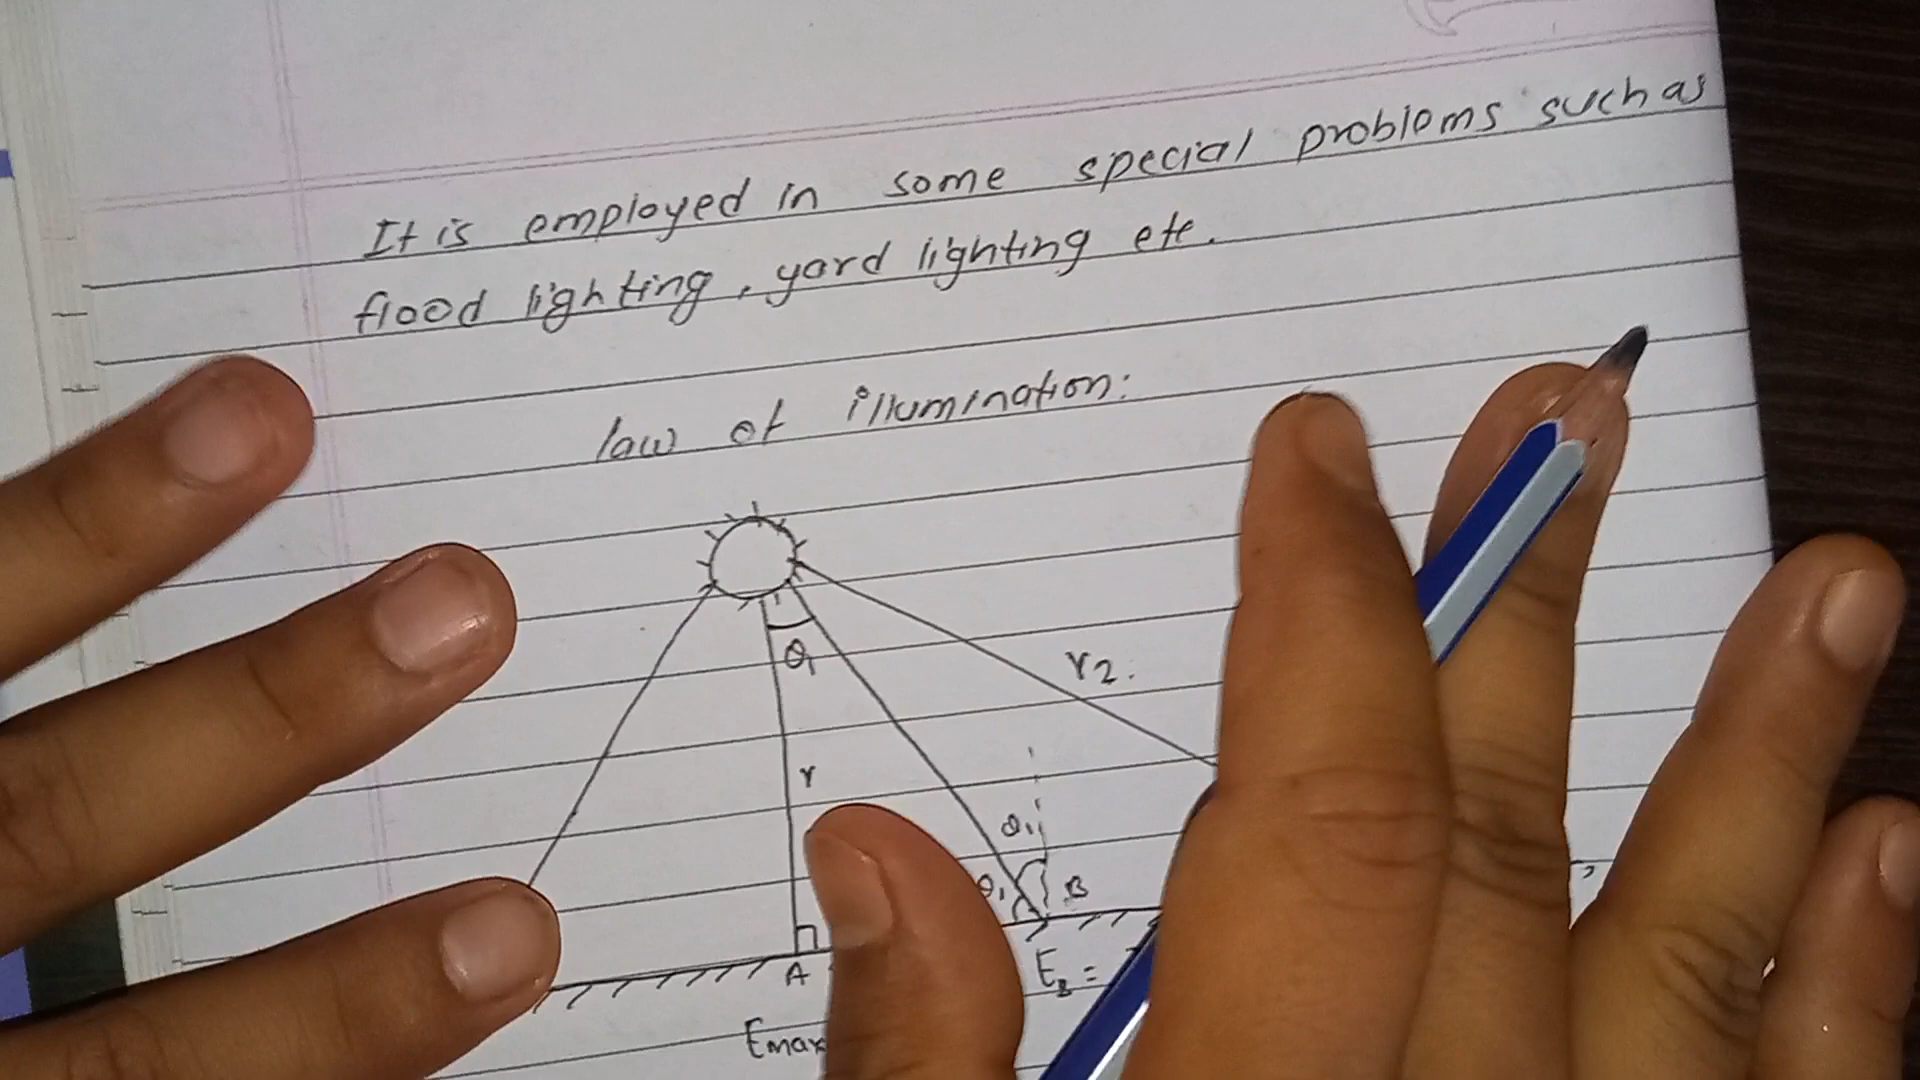 It is employed in some special problems such as
flood lighting, yard lighting etc.
law of illumination:
θ1
r2.
r
θ1
θ1 B
A
EB =
Emax